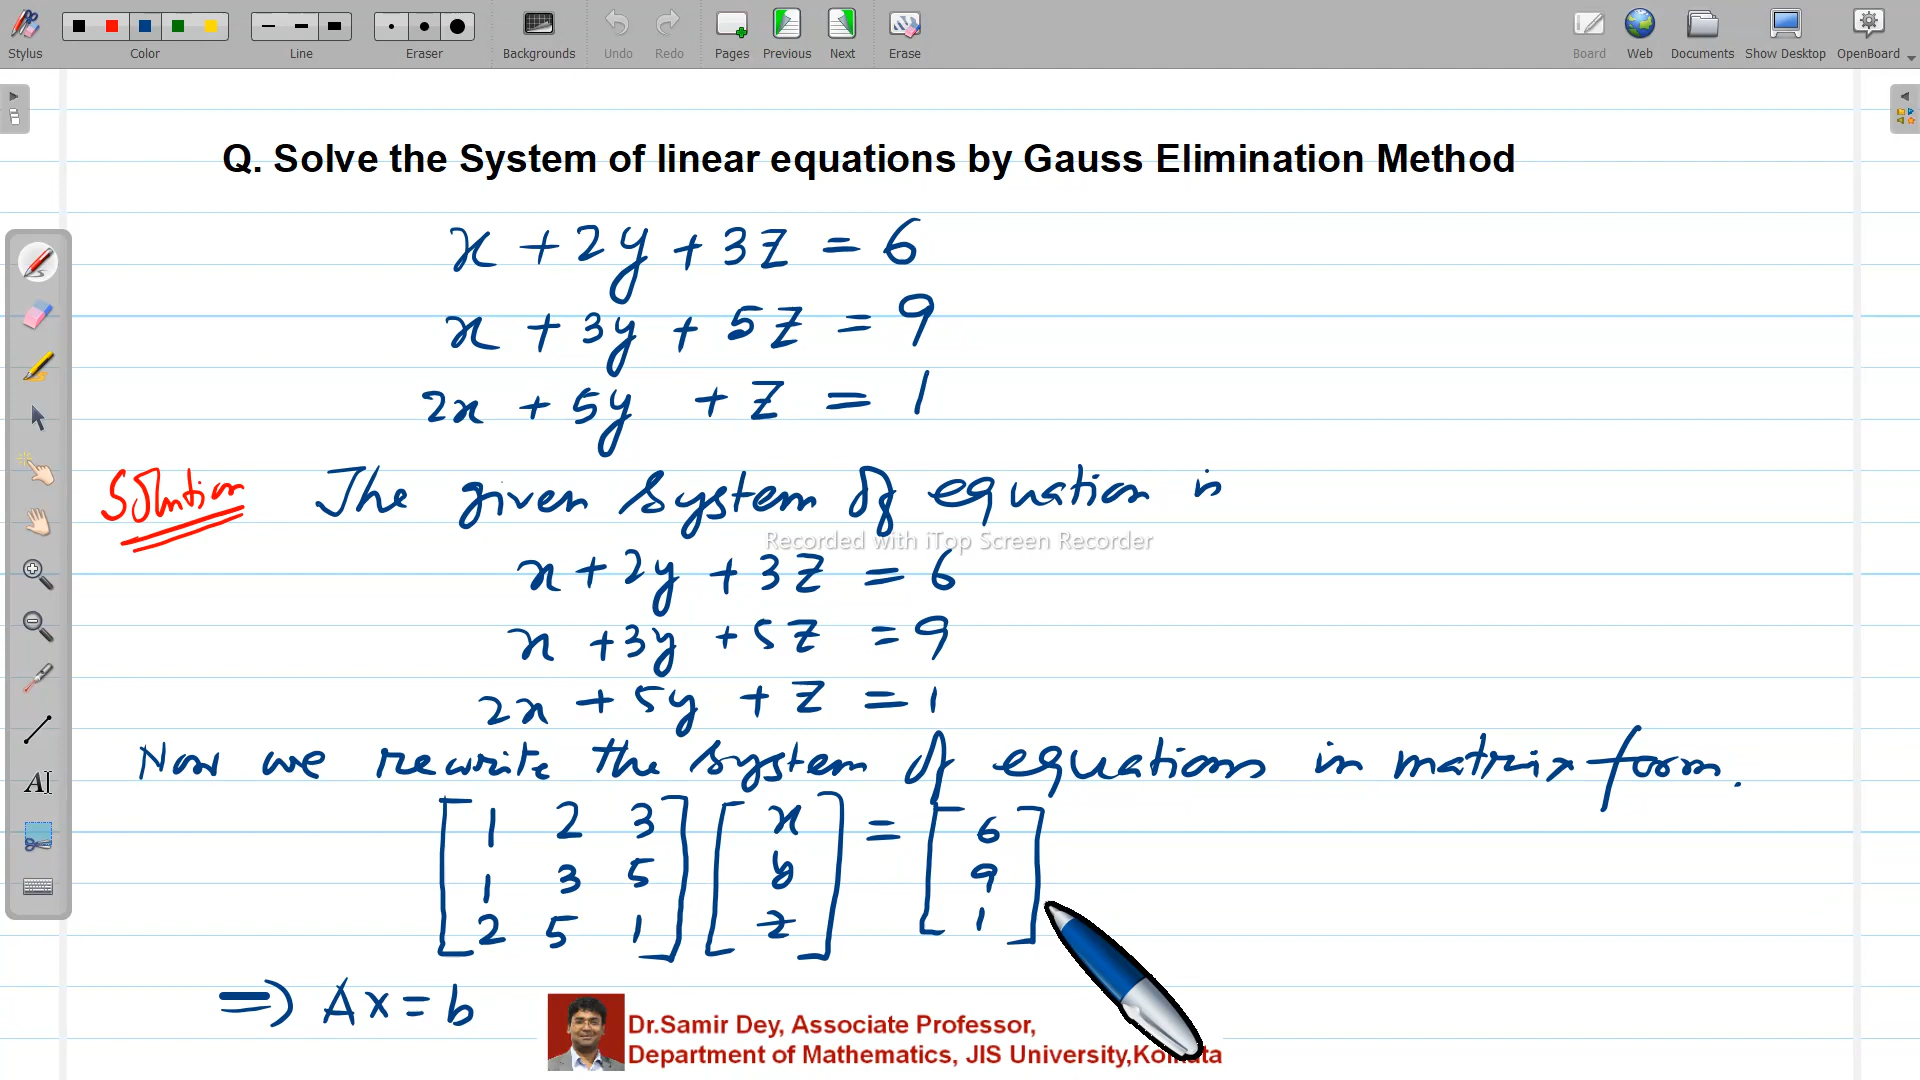 Stylus Color Line Eraser Backgrounds Undo Redo Pages Previous Next Erase Board Web Documents Show Desktop OpenBoard
Q. Solve the System of linear equations by Gauss Elimination Method
x + 2y + 3z = 6
x + 3y + 5z = 9
2x + 5y + z = 1
Solution The given system of equation is
Recorded with iTop Screen Recorder
x + 2y + 3z = 6
x + 3y + 5z = 9
2x + 5y + z = 1
Now we rewrite the system of equations in matrix form.
[1 2 3] [x] = [6]
[1 3 5] [y] [9]
[2 5 1] [z] [1]
=> Ax = b
Dr.Samir Dey, Associate Professor,
Department of Mathematics, JIS University,Kolkata